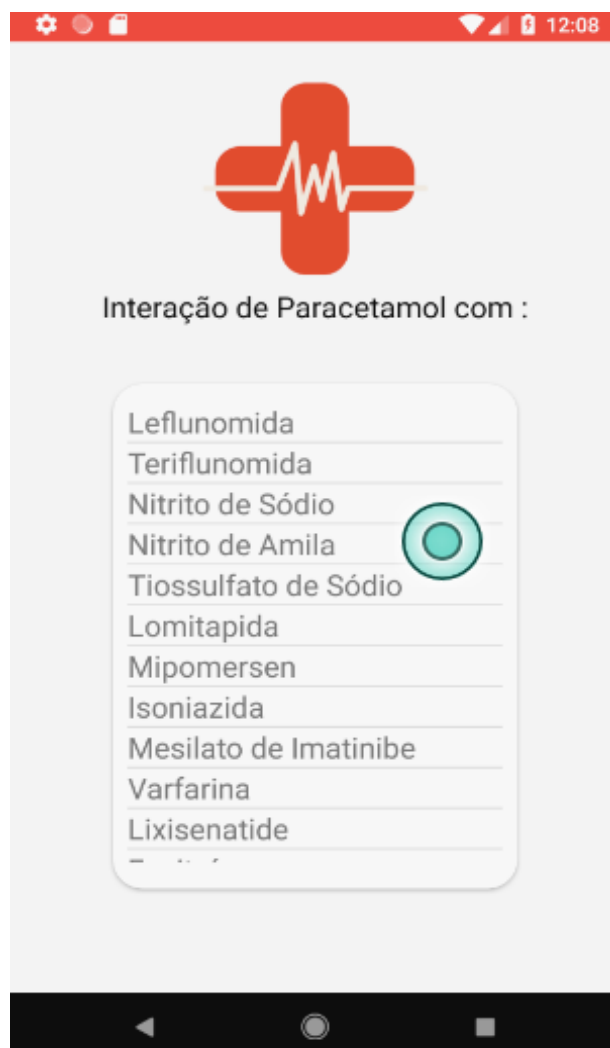 12:08
Interação de Paracetamol com :
Leflunomida
Teriflunomida
Nitrito de Sódio
Nitrito de Amila
Tiossulfato de Sódio
Lomitapida
Mipomersen
Isoniazida
Mesilato de Imatinibe
Varfarina
Lixisenatide